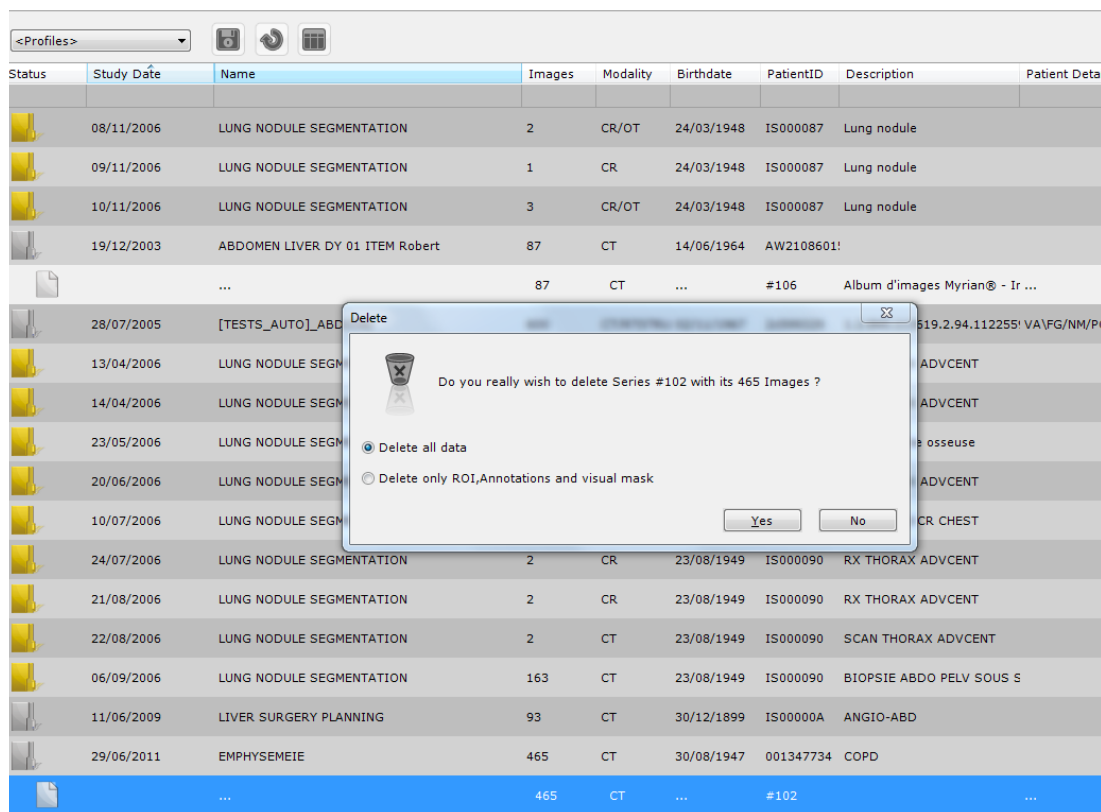 <Profiles>
Status Study Date Name Images Modality Birthdate PatientID Description Patient Deta
08/11/2006 LUNG NODULE SEGMENTATION 2 CR/OT 24/03/1948 IS000087 Lung nodule
09/11/2006 LUNG NODULE SEGMENTATION 1 CR 24/03/1948 IS000087 Lung nodule
10/11/2006 LUNG NODULE SEGMENTATION 3 CR/OT 24/03/1948 IS000087 Lung nodule
19/12/2003 ABDOMEN LIVER DY 01 ITEM Robert 87 CT 14/06/1964 AW2108601
... 87 CT ... #106 Album d'images Myrian® - Ir ...
28/07/2005 [TESTS_AUTO]_ABD 519.2.94.112255 VA\FG/NM/P
13/04/2006 LUNG NODULE SEGM ADVCENT
14/04/2006 LUNG NODULE SEGM ADVCENT
23/05/2006 LUNG NODULE SEGM osseuse
20/06/2006 LUNG NODULE SEGM ADVCENT
10/07/2006 LUNG NODULE SEGM CR CHEST
Delete
Do you really wish to delete Series #102 with its 465 Images ?
Delete all data
Delete only ROI,Annotations and visual mask
Yes No
24/07/2006 LUNG NODULE SEGMENTATION 2 CR 23/08/1949 IS000090 RX THORAX ADVCENT
21/08/2006 LUNG NODULE SEGMENTATION 2 CR 23/08/1949 IS000090 RX THORAX ADVCENT
22/08/2006 LUNG NODULE SEGMENTATION 2 CT 23/08/1949 IS000090 SCAN THORAX ADVCENT
06/09/2006 LUNG NODULE SEGMENTATION 163 CT 23/08/1949 IS000090 BIOPSIE ABDO PELV SOUS S
11/06/2009 LIVER SURGERY PLANNING 93 CT 30/12/1899 IS00000A ANGIO-ABD
29/06/2011 EMPHYSEMEIE 465 CT 30/08/1947 001347734 COPD
... 465 CT ... #102 ...